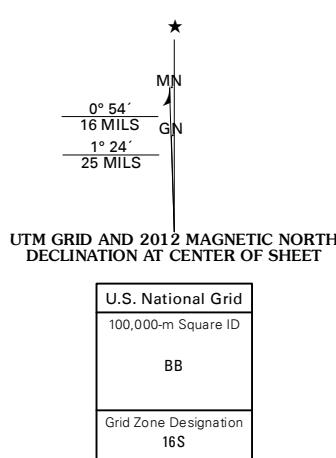 ★
MN
0° 54´
16 MILS
GN
1° 24´
25 MILS
UTM GRID AND 2012 MAGNETIC NORTH
DECLINATION AT CENTER OF SHEET
U.S. National Grid
100,000-m Square ID
BB
Grid Zone Designation
16S